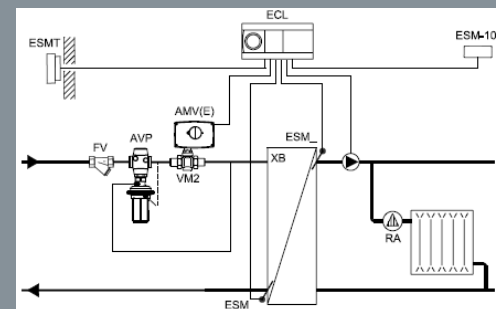 ECL
ESMT
ESM-10
AMV(E)
AVP
FV
ESM_
XB
VM2
RA
ESM